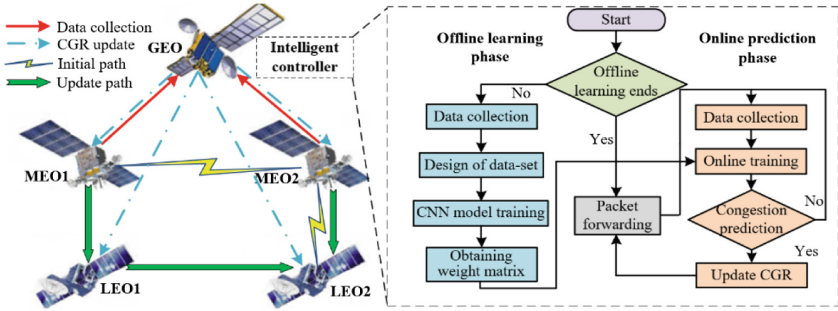 Data collection
CGR update
Initial path
Update path
GEO
MEO1
MEO2
LEO1
LEO2
Intelligent
controller
Offline learning
phase
Start
Online prediction
phase
Offline
learning ends
No
Yes
Data collection
Design of data-set
CNN model training
Obtaining
weight matrix
Packet
forwarding
Data collection
Online training
Congestion
prediction
No
Yes
Update CGR